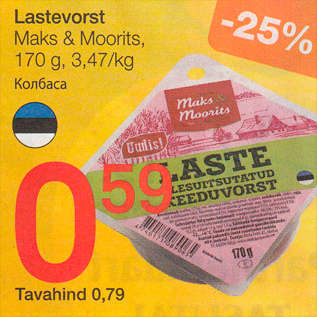 Lastevorst
Maks & Moorits,
170 g, 3,47/kg
Колбаса
-25%
Maks
Moorits
Uudis!
LASTE
LESUITSUTATUD
KEEDUVORST
170g
0 59
Tavahind 0,79